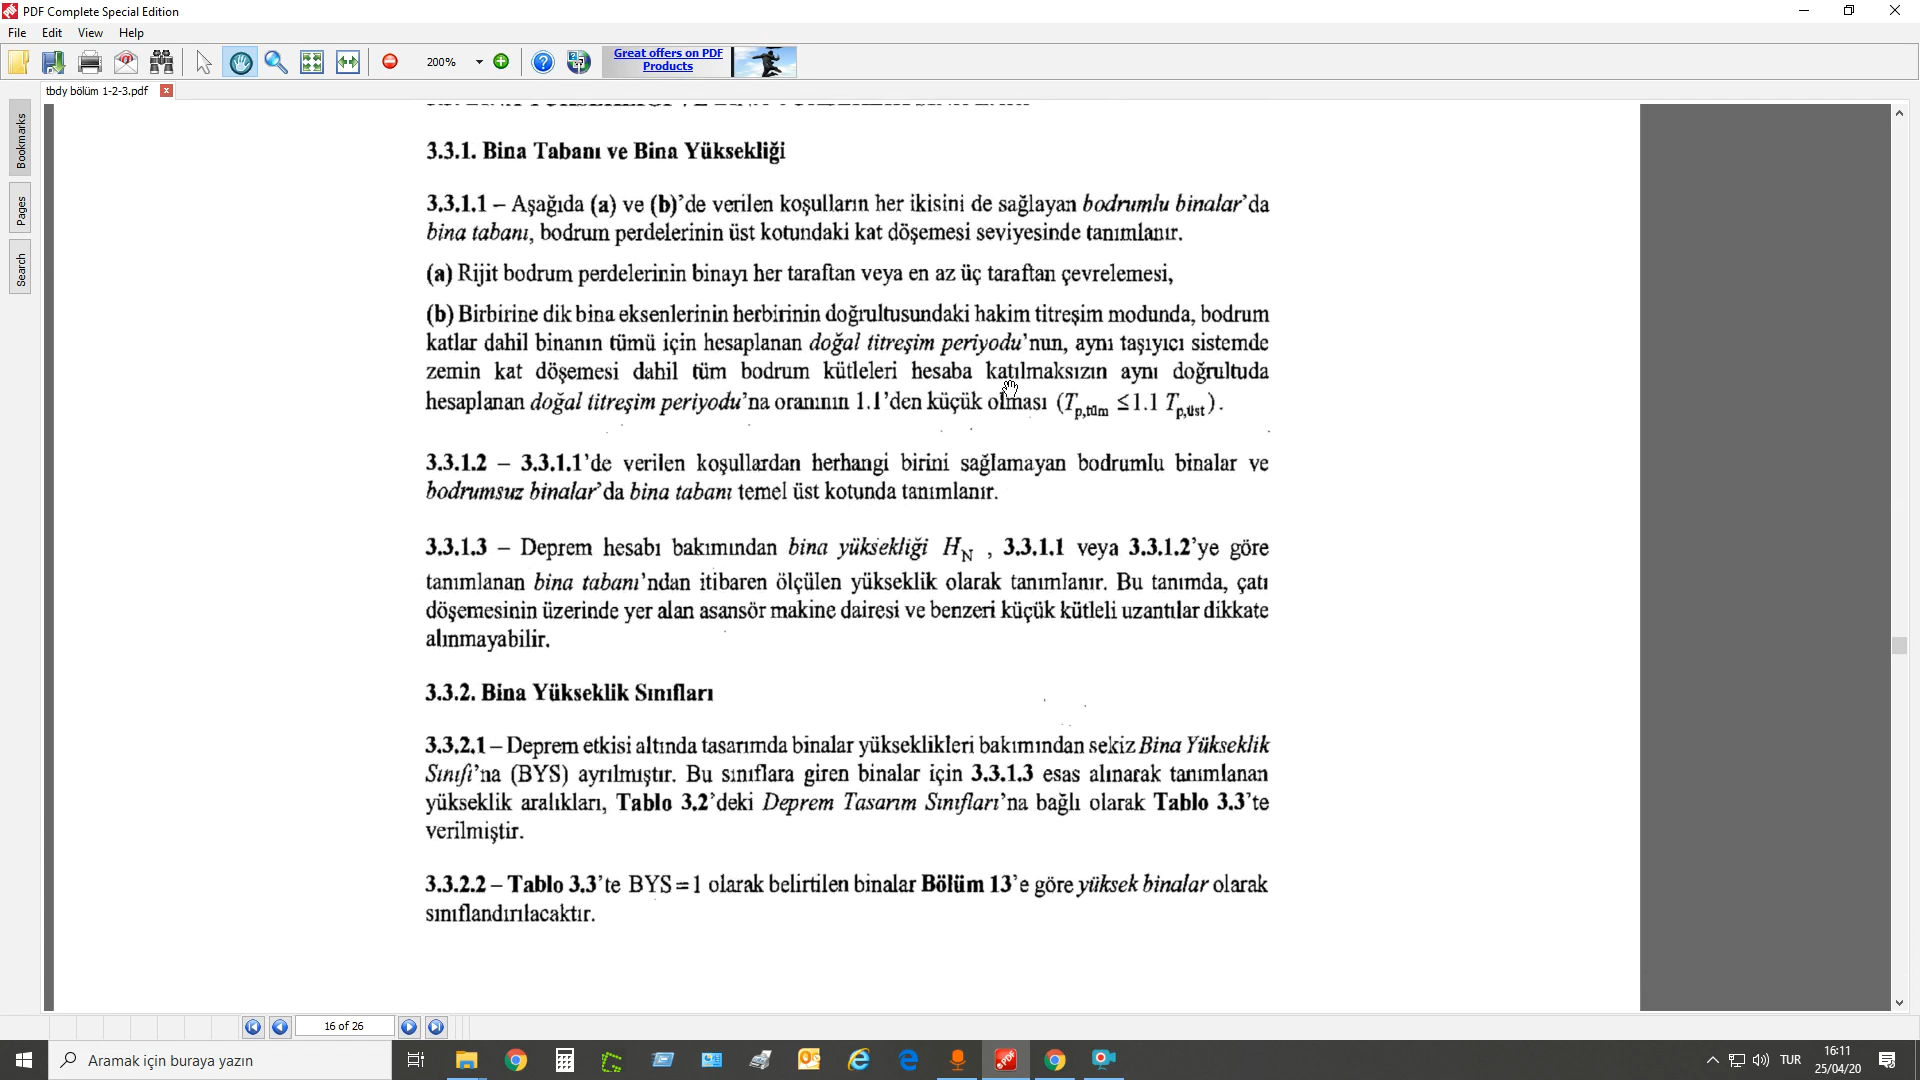 PDF Complete Special Edition
File Edit View Help
200%
Great offers on PDF
Products
tbdy bölüm 1-2-3.pdf
Bookmarks
Pages
Search
3.3.1. Bina Tabanı ve Bina Yüksekliği
3.3.1.1 – Aşağıda (a) ve (b)'de verilen koşulların her ikisini de sağlayan bodrumlu binalar'da
bina tabanı, bodrum perdelerinin üst kotundaki kat döşemesi seviyesinde tanımlanır.
(a) Rijit bodrum perdelerinin binayı her taraftan veya en az üç taraftan çevrelemesi,
(b) Birbirine dik bina eksenlerinin herbirinin doğrultusundaki hakim titreşim modunda, bodrum
katlar dahil binanın tümü için hesaplanan doğal titreşim periyodu'nun, aynı taşıyıcı sistemde
zemin kat döşemesi dahil tüm bodrum kütleleri hesaba katılmaksızın aynı doğrultuda
hesaplanan doğal titreşim periyodu'na oranının 1.1'den küçük olması (Tp,tüm ≤ 1.1 Tp,üst).
3.3.1.2 – 3.3.1.1'de verilen koşullardan herhangi birini sağlamayan bodrumlu binalar ve
bodrumsuz binalar'da bina tabanı temel üst kotunda tanımlanır.
3.3.1.3 – Deprem hesabı bakımından bina yüksekliği HN , 3.3.1.1 veya 3.3.1.2'ye göre
tanımlanan bina tabanı'ndan itibaren ölçülen yükseklik olarak tanımlanır. Bu tanımda, çatı
döşemesinin üzerinde yer alan asansör makine dairesi ve benzeri küçük kütleli uzantılar dikkate
alınmayabilir.
3.3.2. Bina Yükseklik Sınıfları
3.3.2.1 – Deprem etkisi altında tasarımda binalar yükseklikleri bakımından sekiz Bina Yükseklik
Sınıfı'na (BYS) ayrılmıştır. Bu sınıflara giren binalar için 3.3.1.3 esas alınarak tanımlanan
yükseklik aralıkları, Tablo 3.2'deki Deprem Tasarım Sınıfları'na bağlı olarak Tablo 3.3'te
verilmiştir.
3.3.2.2 – Tablo 3.3'te BYS = 1 olarak belirtilen binalar Bölüm 13'e göre yüksek binalar olarak
sınıflandırılacaktır.
16 of 26
Aramak için buraya yazın
TUR
16:11
25/04/20